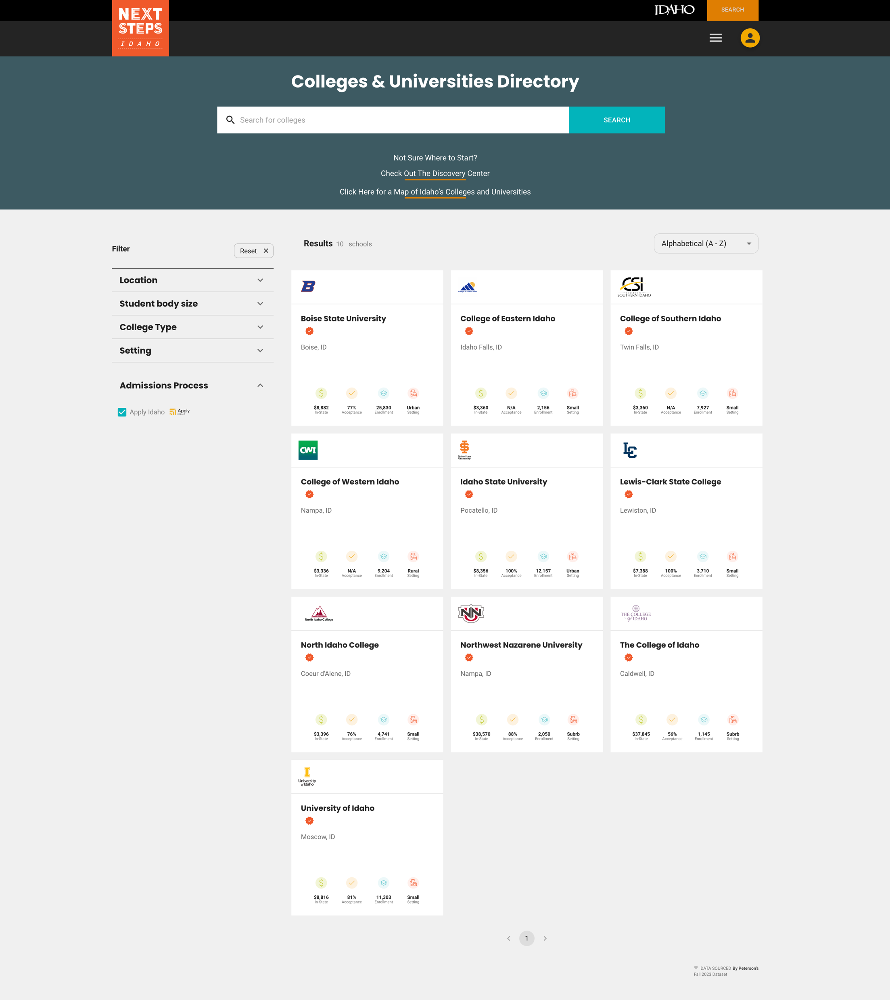 NEXT
STEPS
IDAHO
IDAHO
SEARCH
Colleges & Universities Directory
Search for colleges
SEARCH
Not Sure Where to Start?
Check Out The Discovery Center
Click Here for a Map of Idaho's Colleges and Universities
Filter
Reset
Location
Student body size
College Type
Setting
Admissions Process
Apply Idaho
Apply
IDAHO
Results 10 schools
Alphabetical (A - Z)
B
Boise State University
Boise, ID
$8,882 77% 25,830 Urban
In-State Acceptance Enrollment Setting
College of Eastern Idaho
College of Eastern Idaho
Idaho Falls, ID
$3,360 N/A 2,156 Small
In-State Acceptance Enrollment Setting
CSI
COLLEGE OF
SOUTHERN IDAHO
College of Southern Idaho
Twin Falls, ID
$3,360 N/A 7,927 Small
In-State Acceptance Enrollment Setting
CWI
College of Western Idaho
Nampa, ID
$3,336 N/A 9,204 Rural
In-State Acceptance Enrollment Setting
IS
Idaho State
University
Idaho State University
Pocatello, ID
$8,356 100% 12,157 Urban
In-State Acceptance Enrollment Setting
LC
Lewis-Clark State College
Lewiston, ID
$7,388 100% 3,710 Small
In-State Acceptance Enrollment Setting
North Idaho College
North Idaho College
Coeur d'Alene, ID
$3,396 76% 4,741 Small
In-State Acceptance Enrollment Setting
NNU
Northwest Nazarene University
Nampa, ID
$38,570 88% 2,050 Subrb
In-State Acceptance Enrollment Setting
THE COLLEGE
of IDAHO
The College of Idaho
Caldwell, ID
$37,845 56% 1,145 Subrb
In-State Acceptance Enrollment Setting
I
University
of Idaho
University of Idaho
Moscow, ID
$8,816 81% 11,303 Small
In-State Acceptance Enrollment Setting
1
DATA SOURCED By Peterson's
Fall 2023 Dataset